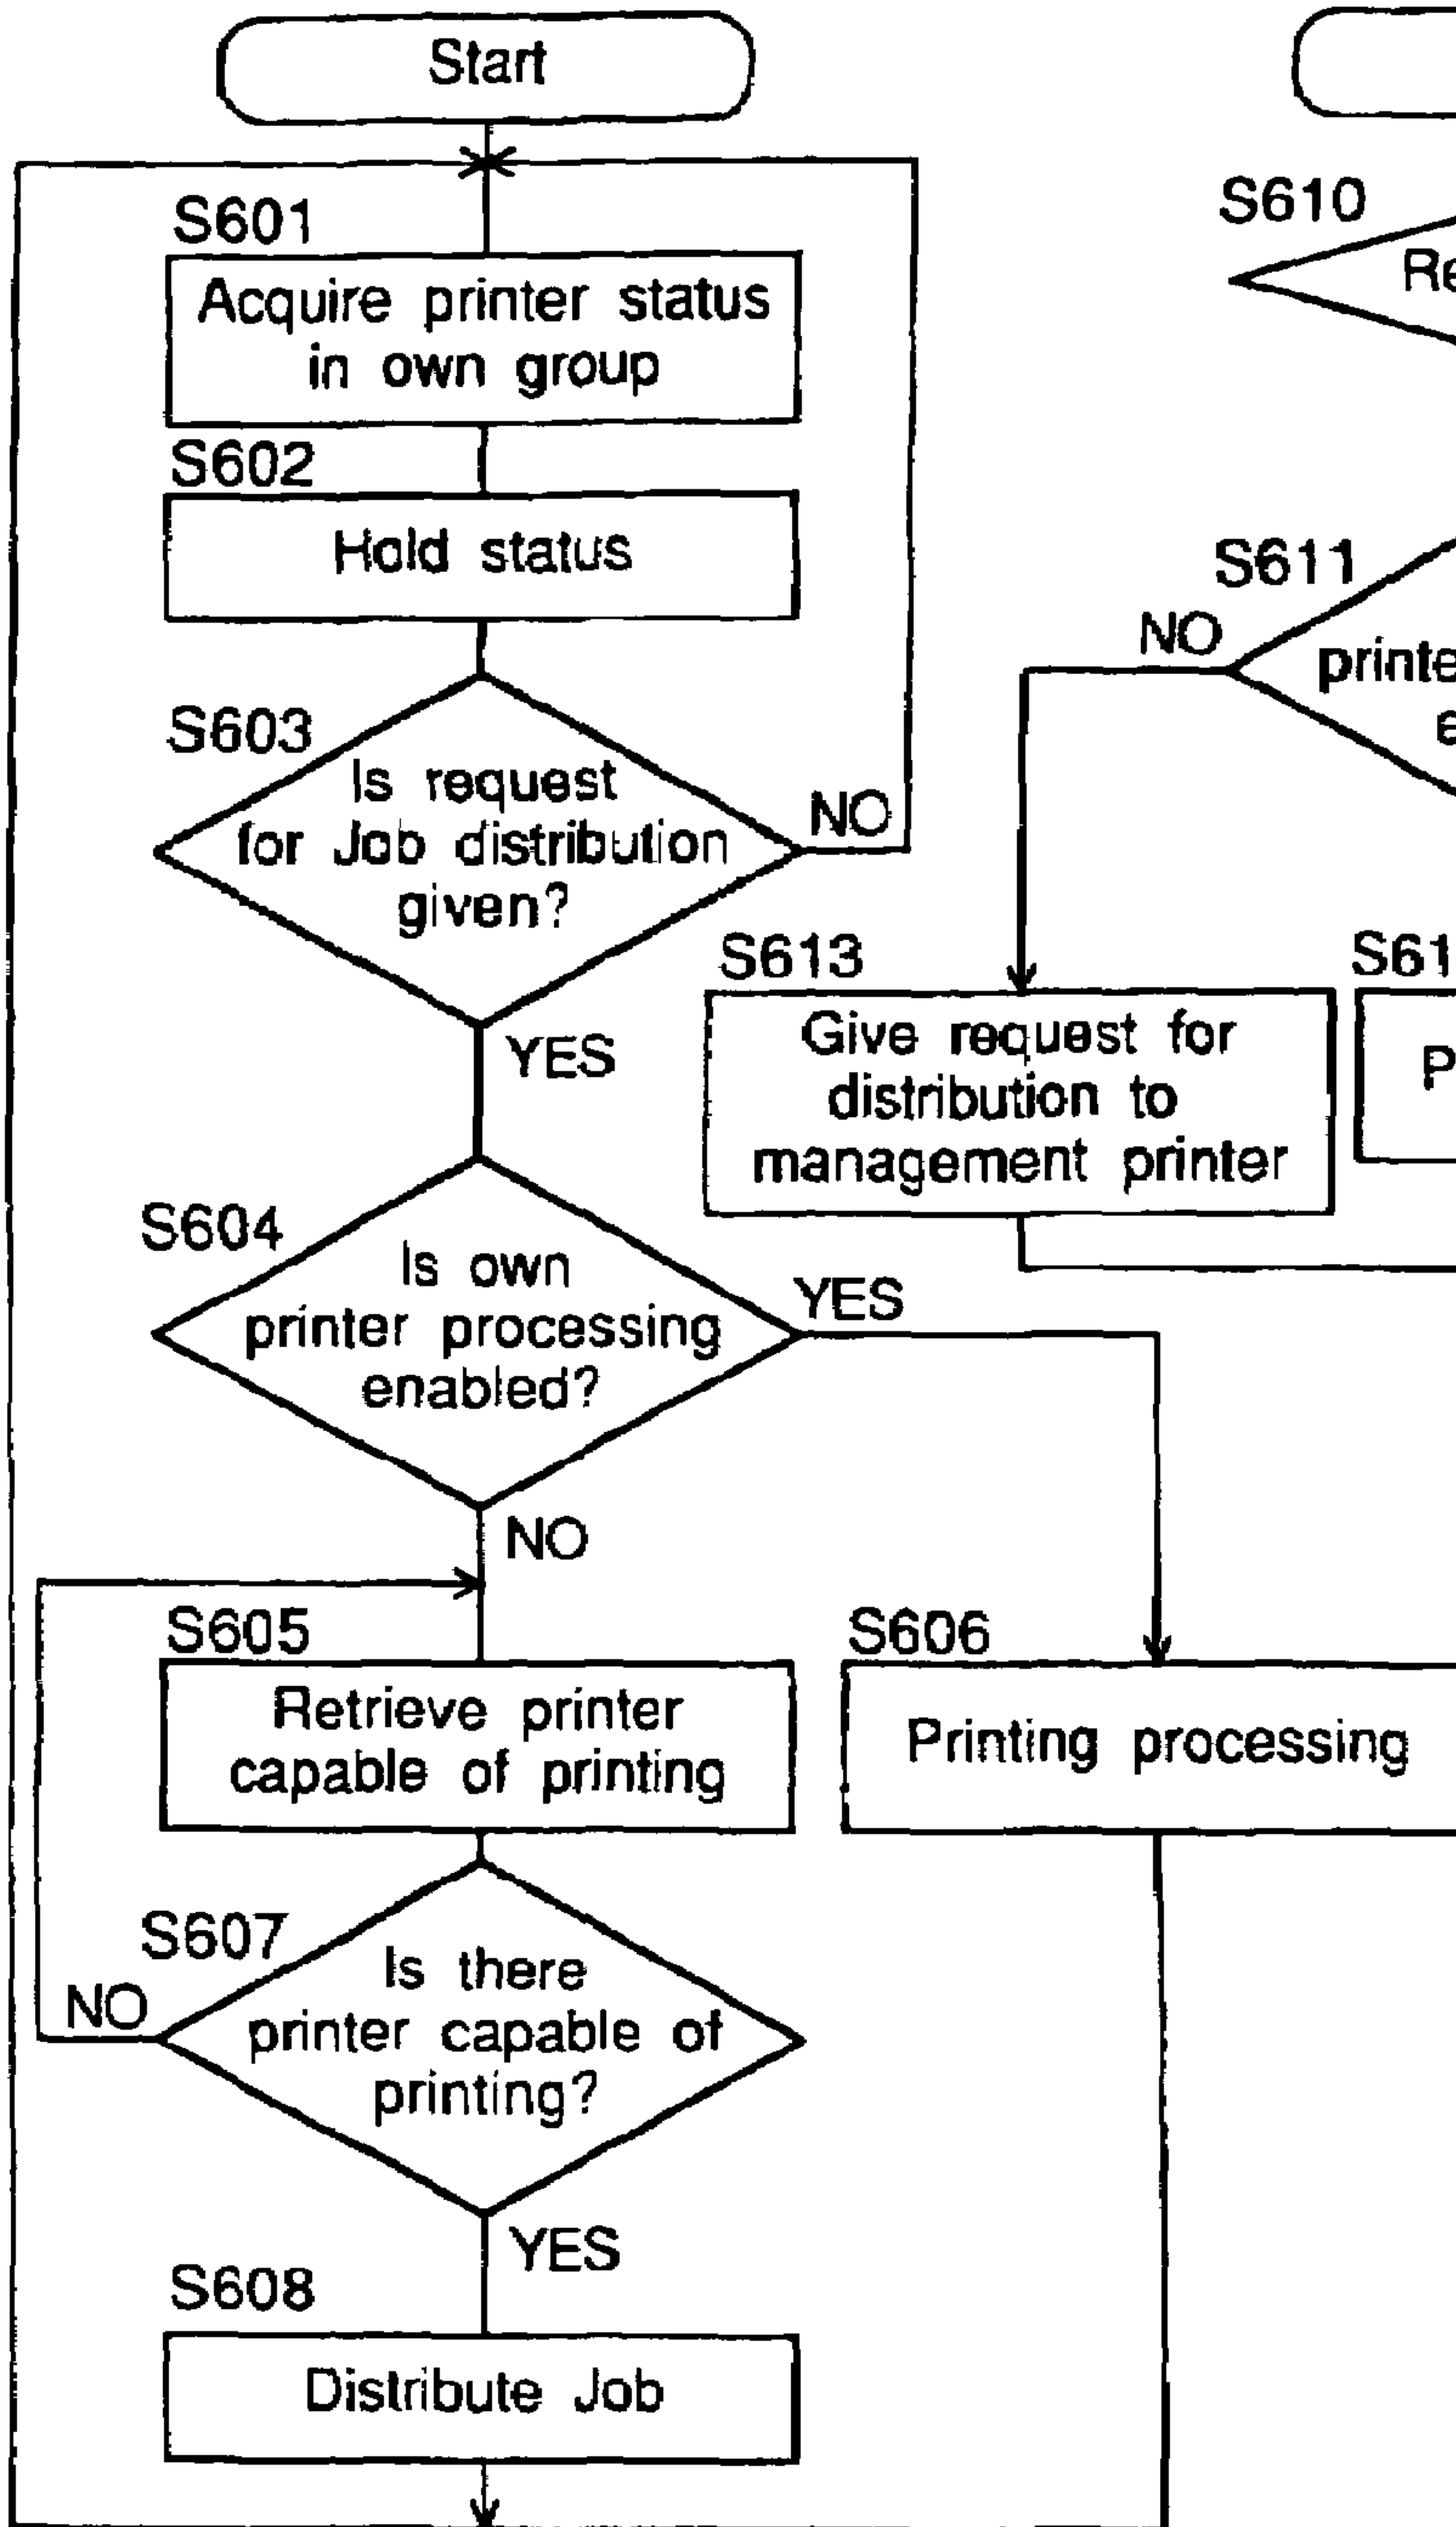 Start
S601
Acquire printer status
in own group
S602
Hold status
S603
Is request
for Job distribution
given?
NO
YES
S604
Is own
printer processing
enabled?
YES
NO
S605
Retrieve printer
capable of printing
S606
Printing processing
S607
Is there
printer capable of
printing?
NO
YES
S608
Distribute Job
S610
S611
NO
S613
Give request for
distribution to
management printer